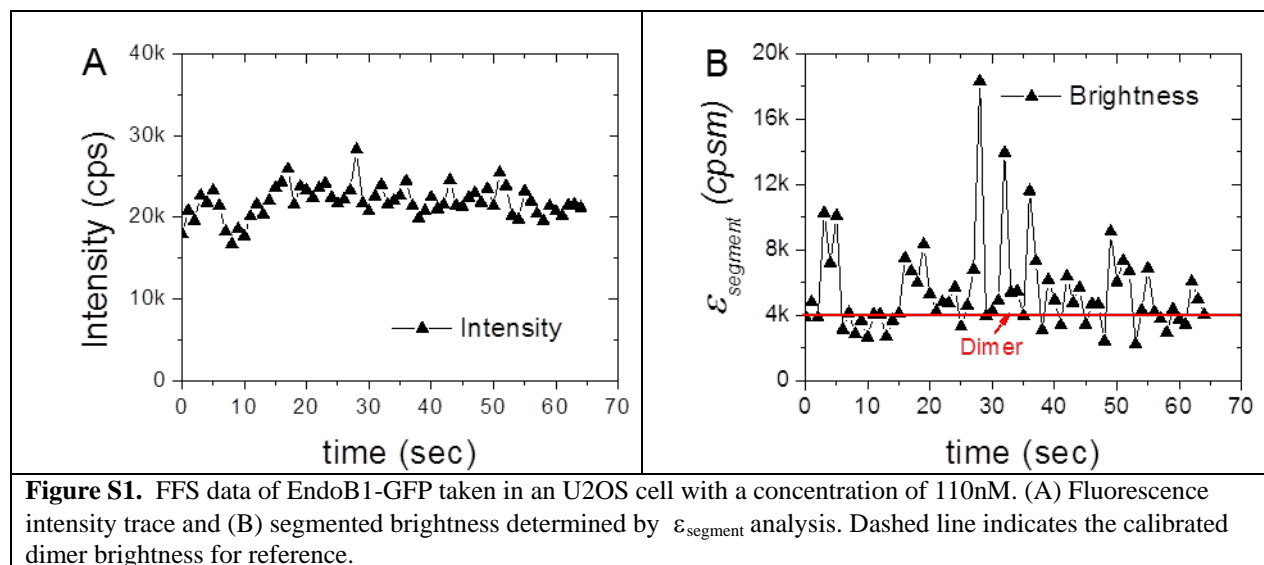 A
40k
30k
20k
10k
0
Intensity (cps)
Intensity
0 10 20 30 40 50 60 70
time (sec)
B
20k
16k
12k
8k
4k
0
εsegment (cpsm)
Brightness
Dimer
0 10 20 30 40 50 60 70
time (sec)
Figure S1. FFS data of EndoB1-GFP taken in an U2OS cell with a concentration of 110nM. (A) Fluorescence
intensity trace and (B) segmented brightness determined by εsegment analysis. Dashed line indicates the calibrated
dimer brightness for reference.